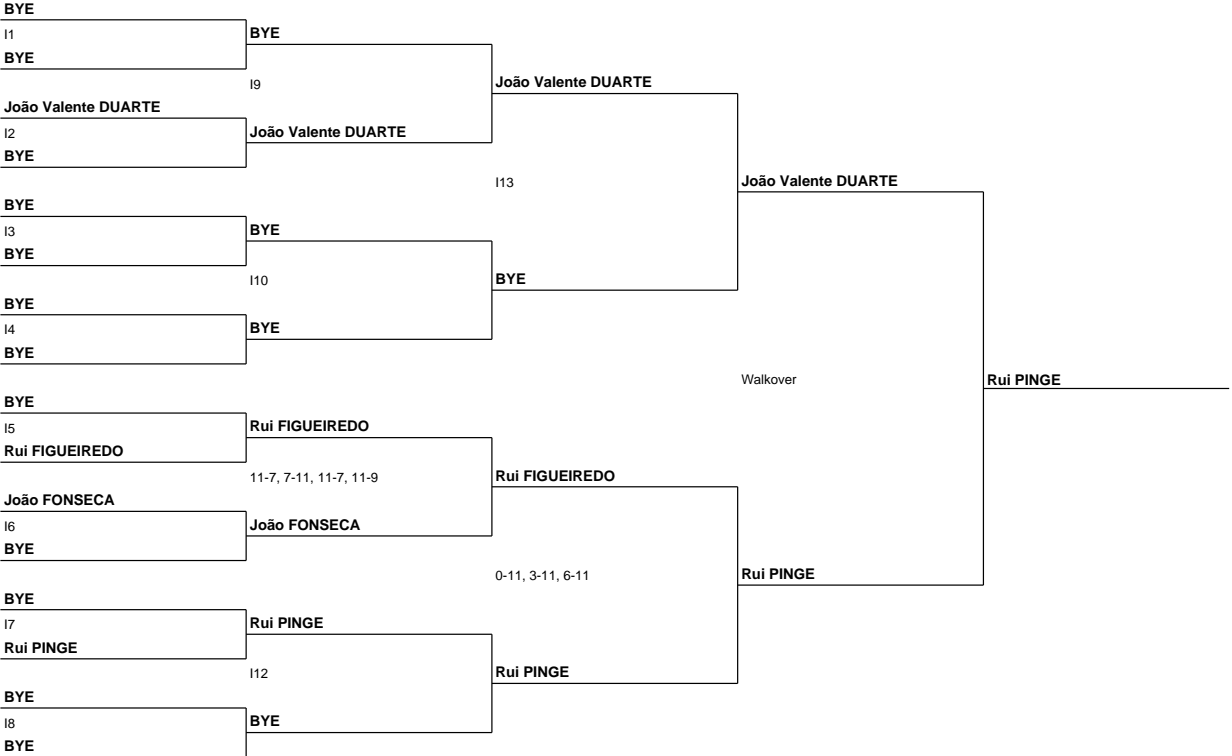 BYE
I1
BYE
BYE
I9
João Valente DUARTE
João Valente DUARTE
I2
João Valente DUARTE
BYE
I13
João Valente DUARTE
BYE
I3
BYE
BYE
I10
BYE
BYE
I4
BYE
BYE
Walkover
Rui PINGE
BYE
I5
Rui FIGUEIREDO
Rui FIGUEIREDO
11-7, 7-11, 11-7, 11-9
Rui FIGUEIREDO
João FONSECA
I6
João FONSECA
BYE
0-11, 3-11, 6-11
Rui PINGE
BYE
I7
Rui PINGE
Rui PINGE
I12
Rui PINGE
BYE
I8
BYE
BYE